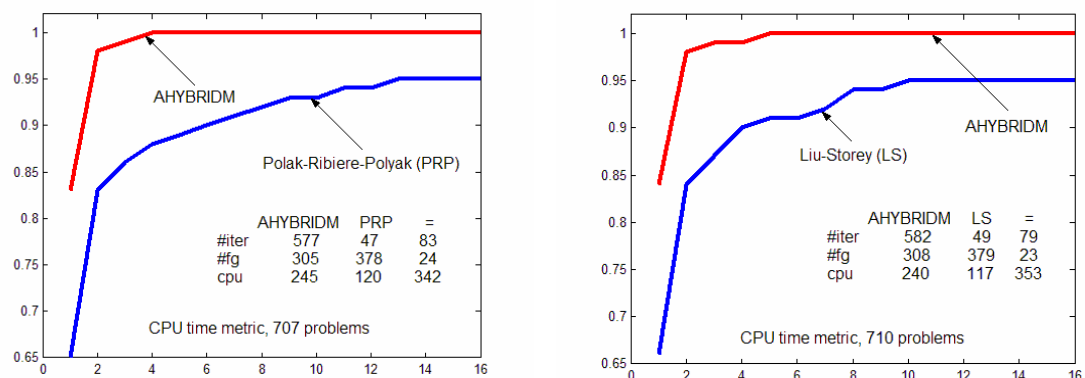 1
0.95
0.9
0.85
0.8
0.75
0.7
0.65
0 2 4 6 8 10 12 14 16
AHYBRIDM
Polak-Ribiere-Polyak (PRP)
AHYBRIDM PRP =
#iter 577 47 83
#fg 305 378 24
cpu 245 120 342
CPU time metric, 707 problems
1
0.95
0.9
0.85
0.8
0.75
0.7
0.65
0 2 4 6 8 10 12 14 16
AHYBRIDM
Liu-Storey (LS)
AHYBRIDM LS =
#iter 582 49 79
#fg 308 379 23
cpu 240 117 353
CPU time metric, 710 problems